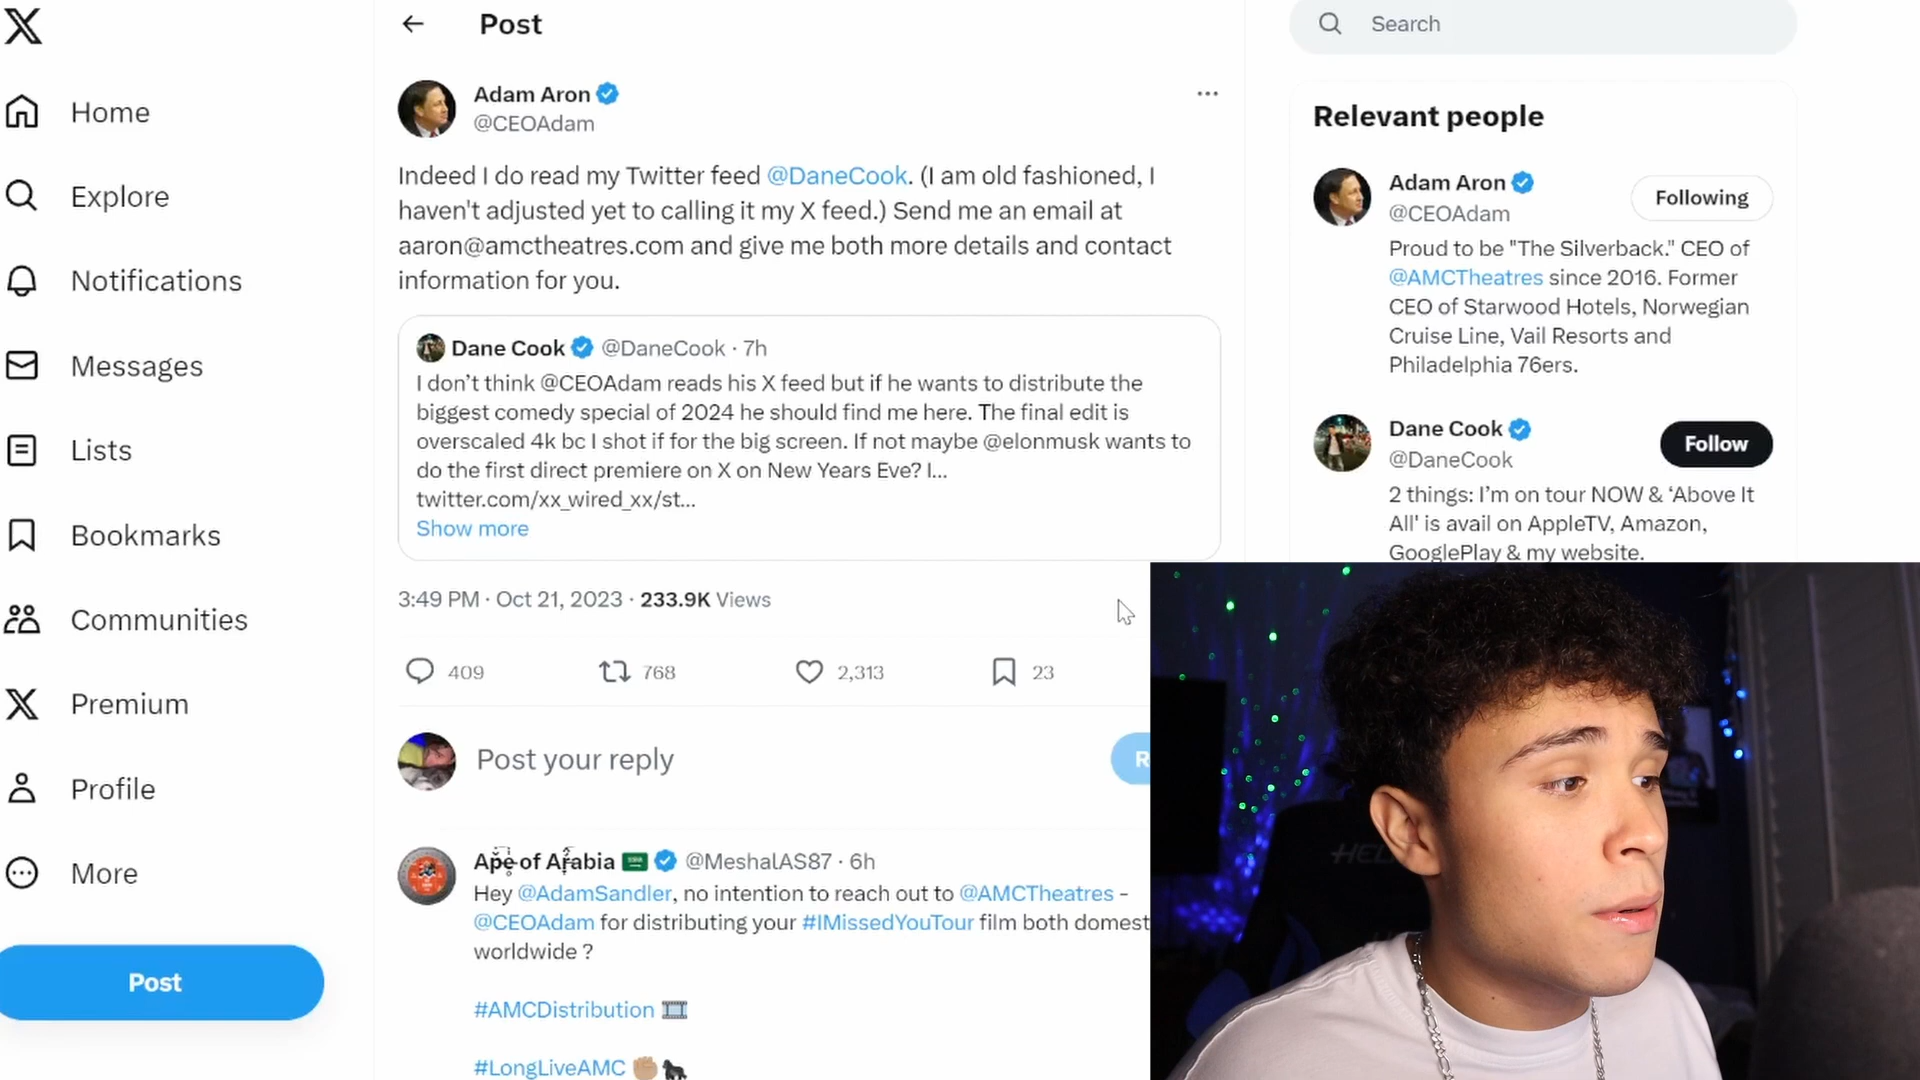 Post
Search
Home
Explore
Notifications
Messages
Lists
Bookmarks
Communities
Premium
Profile
More
Post
Adam Aron
@CEOAdam
Indeed I do read my Twitter feed @DaneCook. (I am old fashioned, I
haven't adjusted yet to calling it my X feed.) Send me an email at
aaron@amctheatres.com and give me both more details and contact
information for you.
Dane Cook @DaneCook · 7h
I don’t think @CEOAdam reads his X feed but if he wants to distribute the
biggest comedy special of 2024 he should find me here. The final edit is
overscaled 4k bc I shot if for the big screen. If not maybe @elonmusk wants to
do the first direct premiere on X on New Years Eve? I...
twitter.com/xx_wired_xx/st...
Show more
3:49 PM · Oct 21, 2023 · 233.9K Views
409 768 2,313 23
Post your reply
R
Ape of Arabia @MeshalAS87 · 6h
Hey @AdamSandler, no intention to reach out to @AMCTheatres -
@CEOAdam for distributing your #IMissedYouTour film both domest
worldwide ?
#AMCDistribution
#LongLiveAMC
Relevant people
Adam Aron
Following
@CEOAdam
Proud to be "The Silverback." CEO of
@AMCTheatres since 2016. Former
CEO of Starwood Hotels, Norwegian
Cruise Line, Vail Resorts and
Philadelphia 76ers.
Dane Cook
Follow
@DaneCook
2 things: I’m on tour NOW & ‘Above It
All' is avail on AppleTV, Amazon,
GooglePlay & my website.